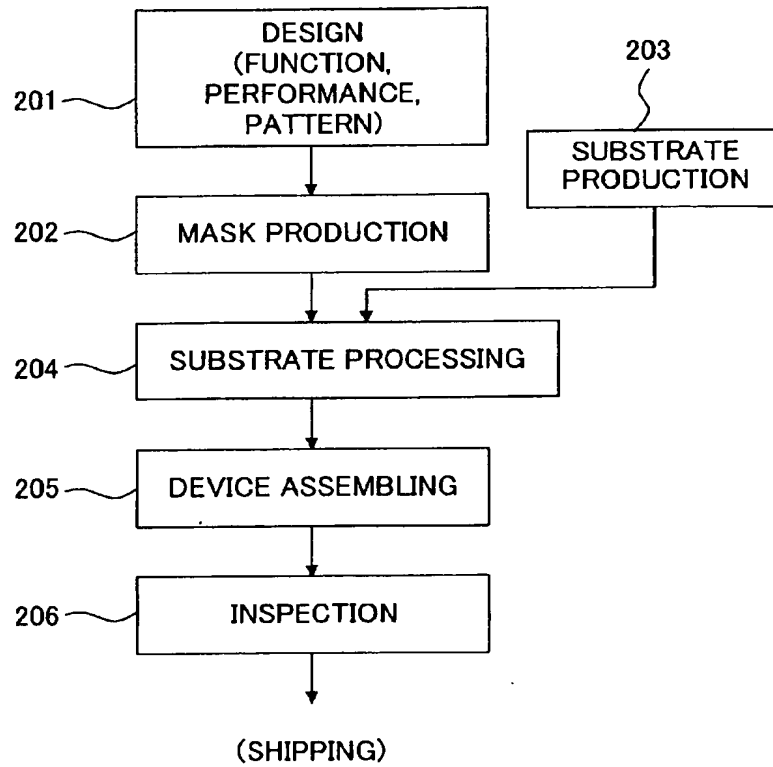 DESIGN
(FUNCTION,
PERFORMANCE,
PATTERN)
201
203
SUBSTRATE
PRODUCTION
202
MASK PRODUCTION
204
SUBSTRATE PROCESSING
205
DEVICE ASSEMBLING
206
INSPECTION
(SHIPPING)